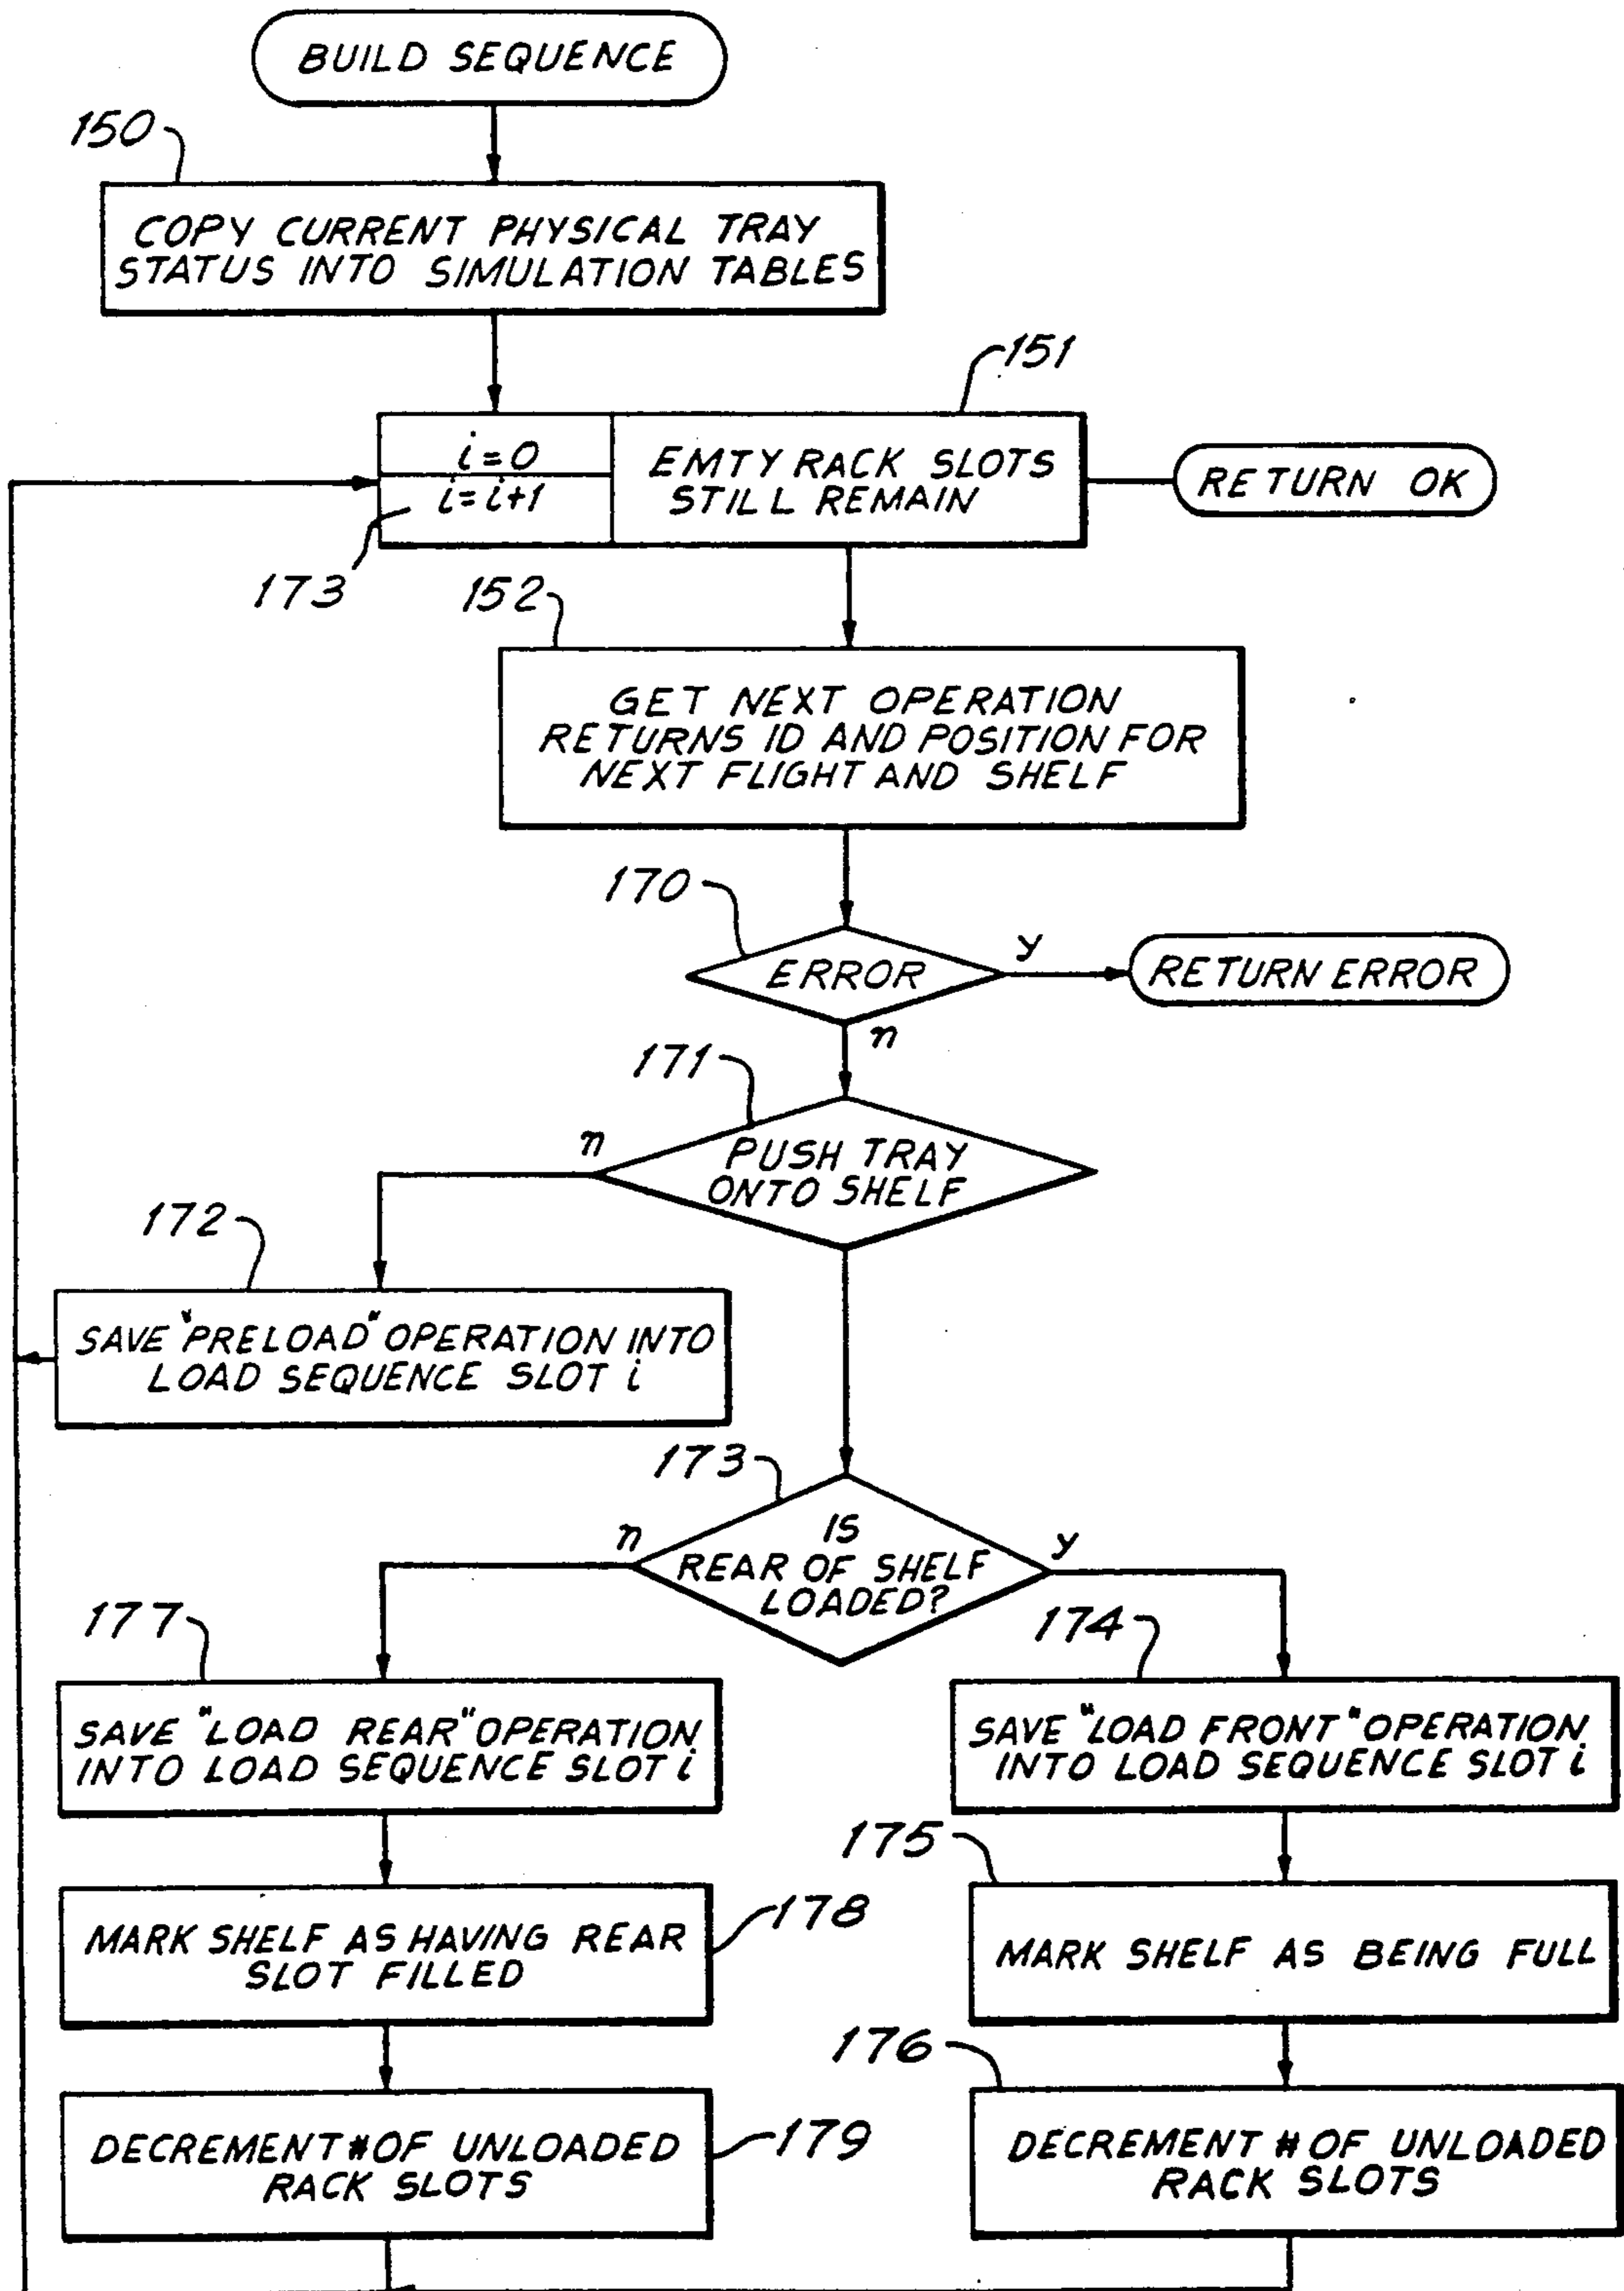 BUILD SEQUENCE
150
COPY CURRENT PHYSICAL TRAY
STATUS INTO SIMULATION TABLES
151
i=0
i=i+1
EMTY RACK SLOTS
STILL REMAIN
RETURN OK
173
152
GET NEXT OPERATION
RETURNS ID AND POSITION FOR
NEXT FLIGHT AND SHELF
170
ERROR
y
RETURN ERROR
n
171
PUSH TRAY
ONTO SHELF
n
172
SAVE "PRELOAD" OPERATION INTO
LOAD SEQUENCE SLOT i
173
IS
REAR OF SHELF
LOADED?
n
y
177
174
SAVE "LOAD REAR" OPERATION
INTO LOAD SEQUENCE SLOT i
SAVE "LOAD FRONT" OPERATION
INTO LOAD SEQUENCE SLOT i
175
MARK SHELF AS HAVING REAR
SLOT FILLED
178
MARK SHELF AS BEING FULL
176
DECREMENT # OF UNLOADED
RACK SLOTS
179
DECREMENT # OF UNLOADED
RACK SLOTS